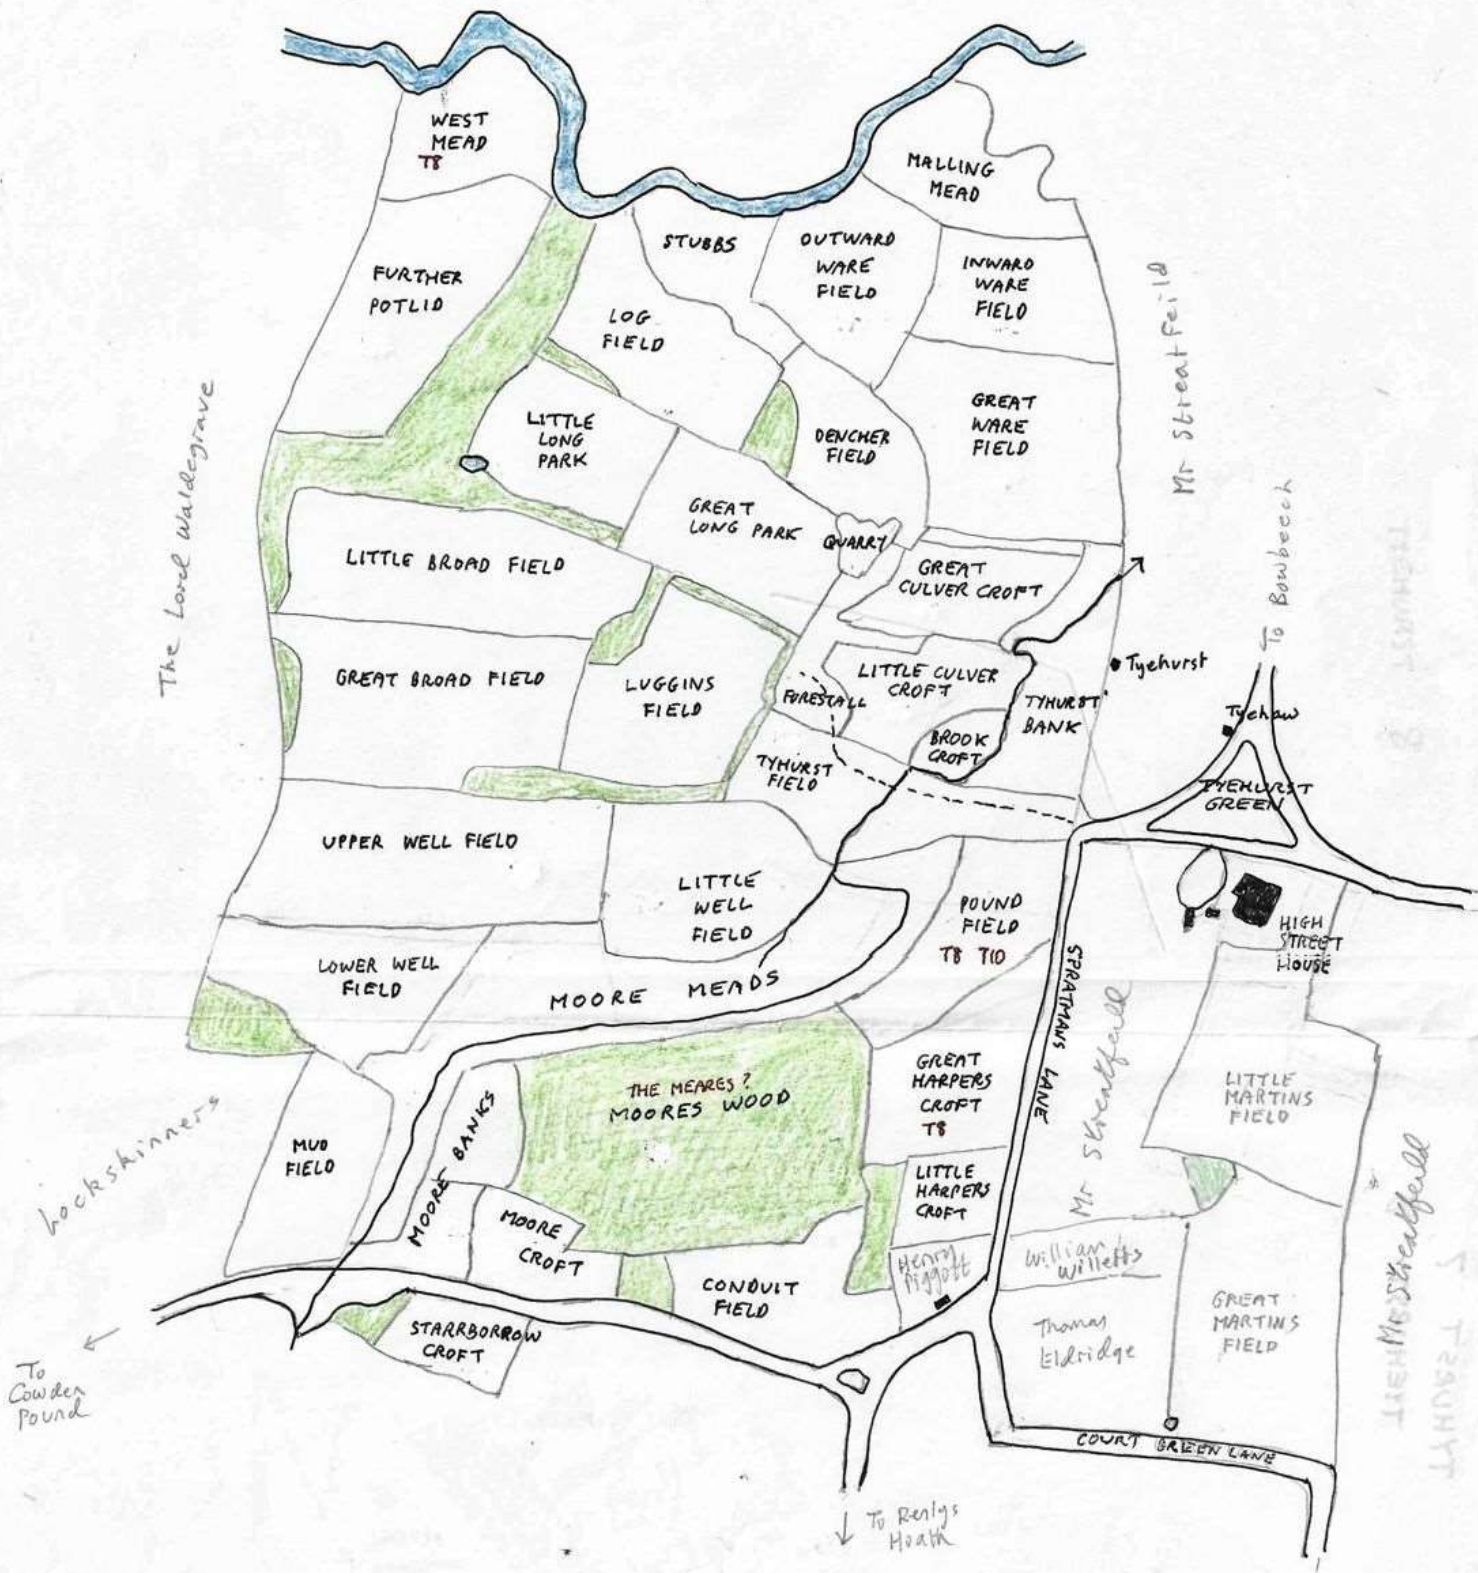 WEST
MEAD
T8
MALLING
MEAD
STUBBS
OUTWARD
WARE
FIELD
INWARD
WARE
FIELD
FURTHER
POTLID
LOG
FIELD
Mr Streatfeild
GREAT
WARE
FIELD
LITTLE
LONG
PARK
DENCHER
FIELD
The Lord Waldegrave
GREAT
LONG PARK
QUARRY
To Bowbeech
LITTLE BROAD FIELD
GREAT
CULVER CROFT
GREAT BROAD FIELD
LUGGINS
FIELD
FORESTALL
LITTLE CULVER
CROFT
TYHURST
BANK
Tyehurst
Tyehaw
BROOK
CROFT
TYHURST
FIELD
TYEHURST
GREEN
UPPER WELL FIELD
LITTLE
WELL
FIELD
POUND
FIELD
T8 T10
HIGH
STREET
HOUSE
LOWER WELL
FIELD
MOORE MEADS
SPRATMANS LANE
Mr Streatfeild
THE MEARES?
MOORES WOOD
GREAT
HARPERS
CROFT
T8
LITTLE
MARTINS
FIELD
Lockskinners
MUD
FIELD
MOORE BANKS
LITTLE
HARPERS
CROFT
Mr Streatfeild
MOORE
CROFT
Henry
Piggott
William
Willetts
CONDUIT
FIELD
GREAT
MARTINS
FIELD
STARRBORROW
CROFT
Thomas
Eldridge
To
Cowden
Pound
COURT GREEN LANE
To
Hoath